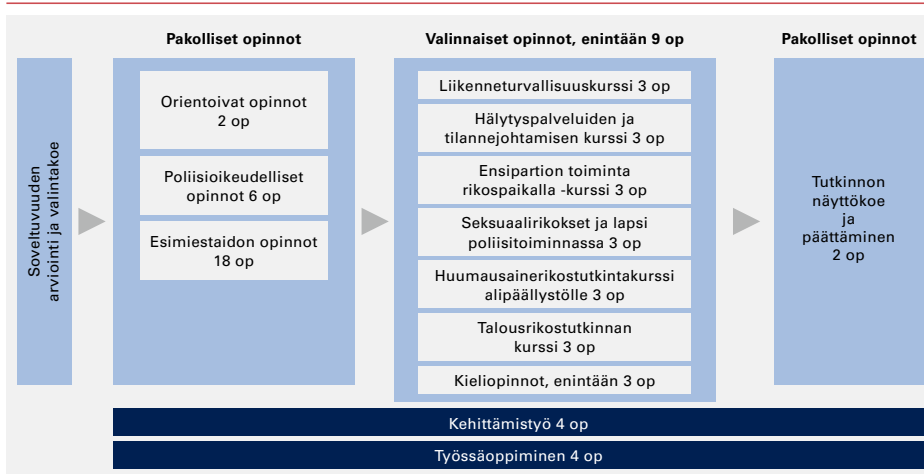 Pakolliset opinnot
Valinnaiset opinnot, enintään 9 op
Pakolliset opinnot
Soveltuvuuden
arviointi ja valintakoe
Orientoivat opinnot
2 op
Poliisioikeudelliset
opinnot 6 op
Esimiestaidon opinnot
18 op
Liikenneturvallisuuskurssi 3 op
Hälytyspalveluiden ja
tilannejohtamisen kurssi 3 op
Ensipartion toiminta
rikospaikalla -kurssi 3 op
Seksuaalirikokset ja lapsi
poliisitoiminnassa 3 op
Huumausainerikostutkintakurssi
alipäällystölle 3 op
Talousrikostutkinnan
kurssi 3 op
Kieliopinnot, enintään 3 op
Tutkinnon
näyttökoe
ja
päättäminen
2 op
Kehittämistyö 4 op
Työssäoppiminen 4 op